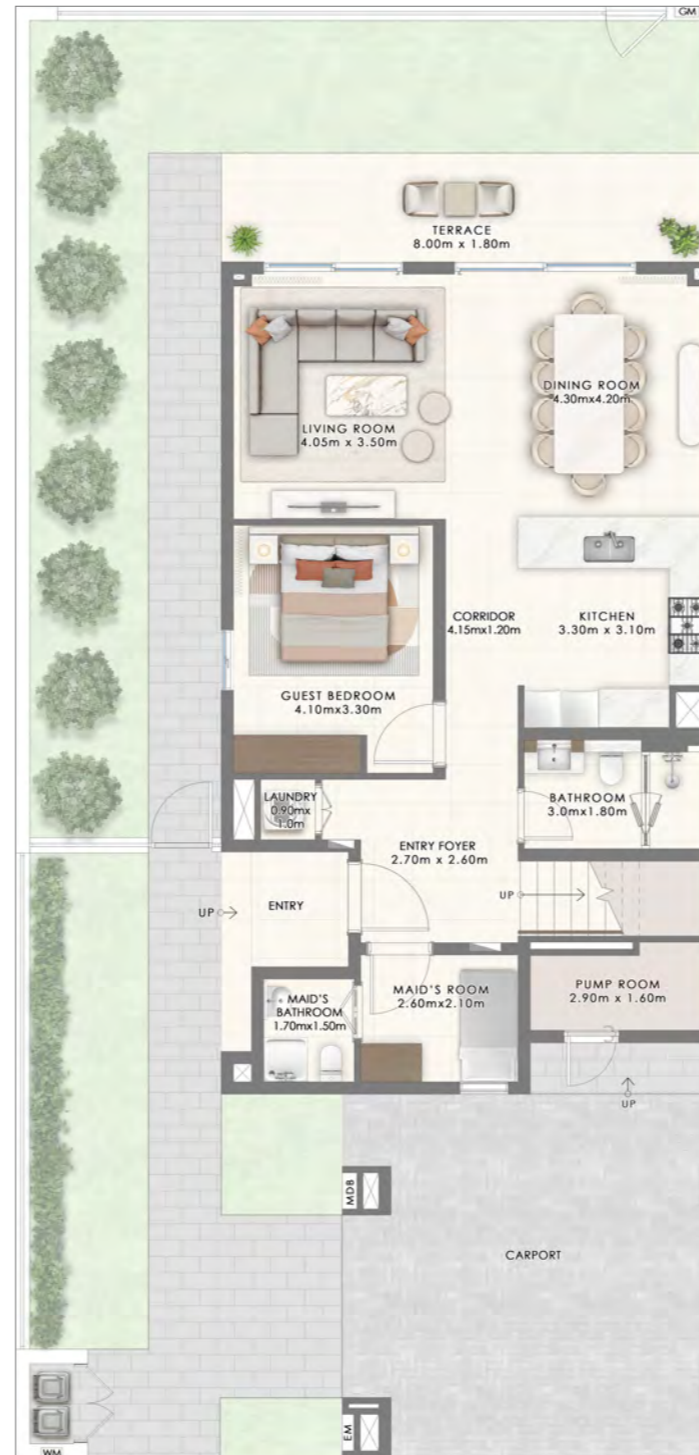 GM
TERRACE
8.00m x 1.80m
DINING ROOM
4.30mx4.20m
LIVING ROOM
4.05m x 3.50m
CORRIDOR
4.15mx1.20m
KITCHEN
3.30m x 3.10m
GUEST BEDROOM
4.10mx3.30m
LAUNDRY
0.90mx
1.0m
BATHROOM
3.0mx1.80m
ENTRY FOYER
2.70m x 2.60m
UP
ENTRY
UP
MAID'S
BATHROOM
1.70mx1.50m
MAID'S ROOM
2.60mx2.10m
PUMP ROOM
2.90m x 1.60m
UP
MDB
CARPORT
EM
WM